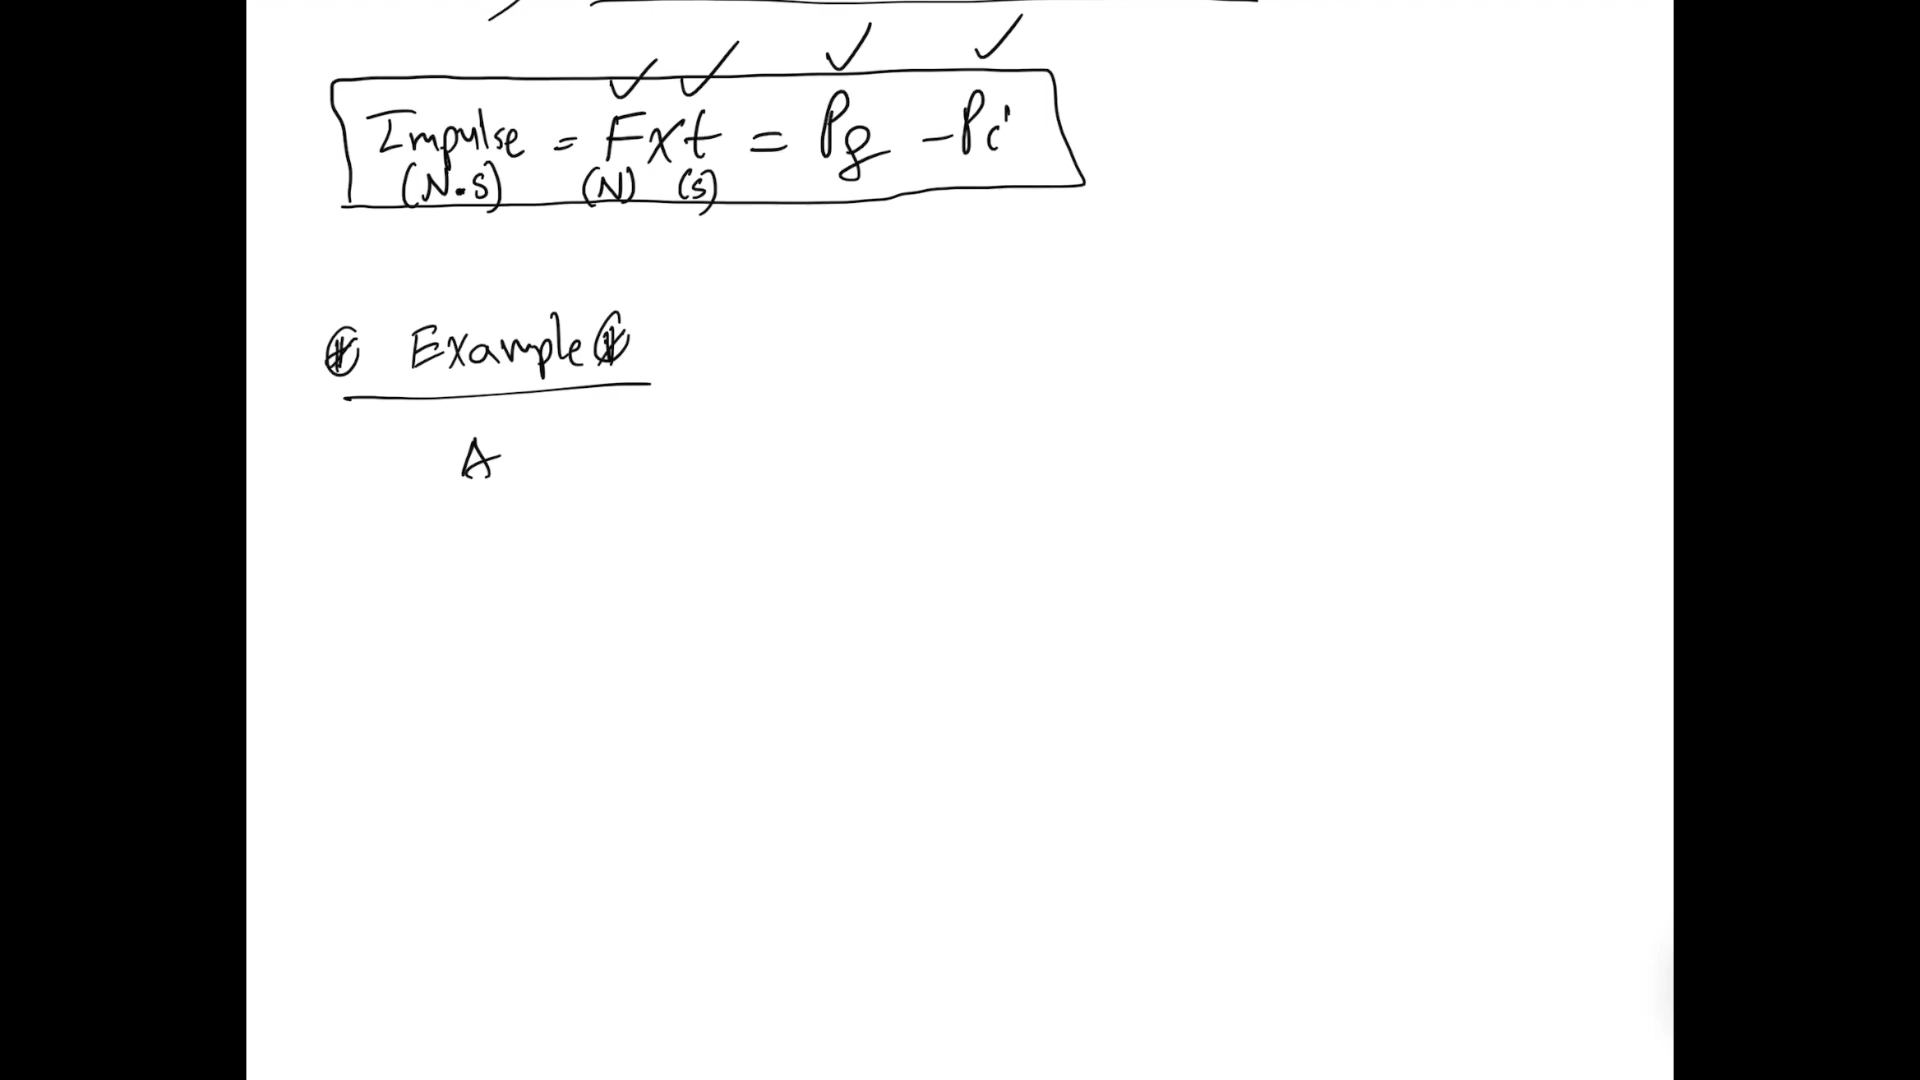 Impulse = F x t = Pf - Pi
(N.s) (N) (s)
Example
A